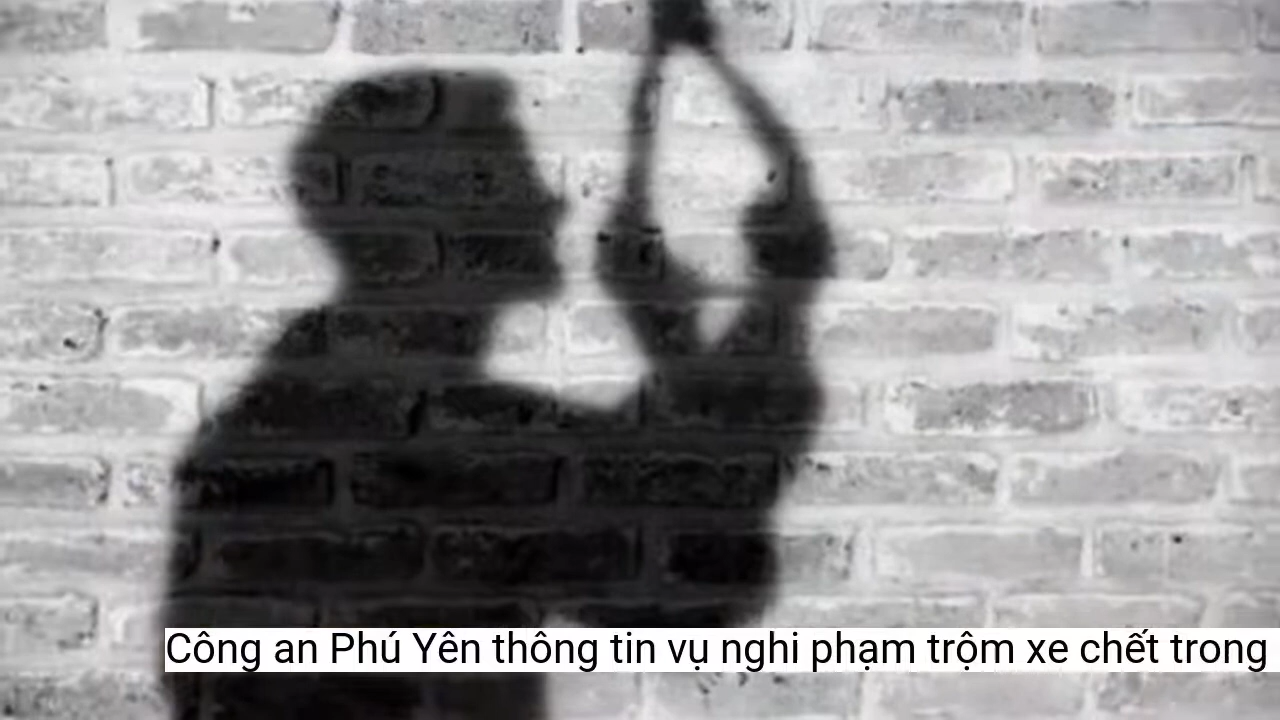 Công an Phú Yên thông tin vụ nghi phạm trộm xe chết trong